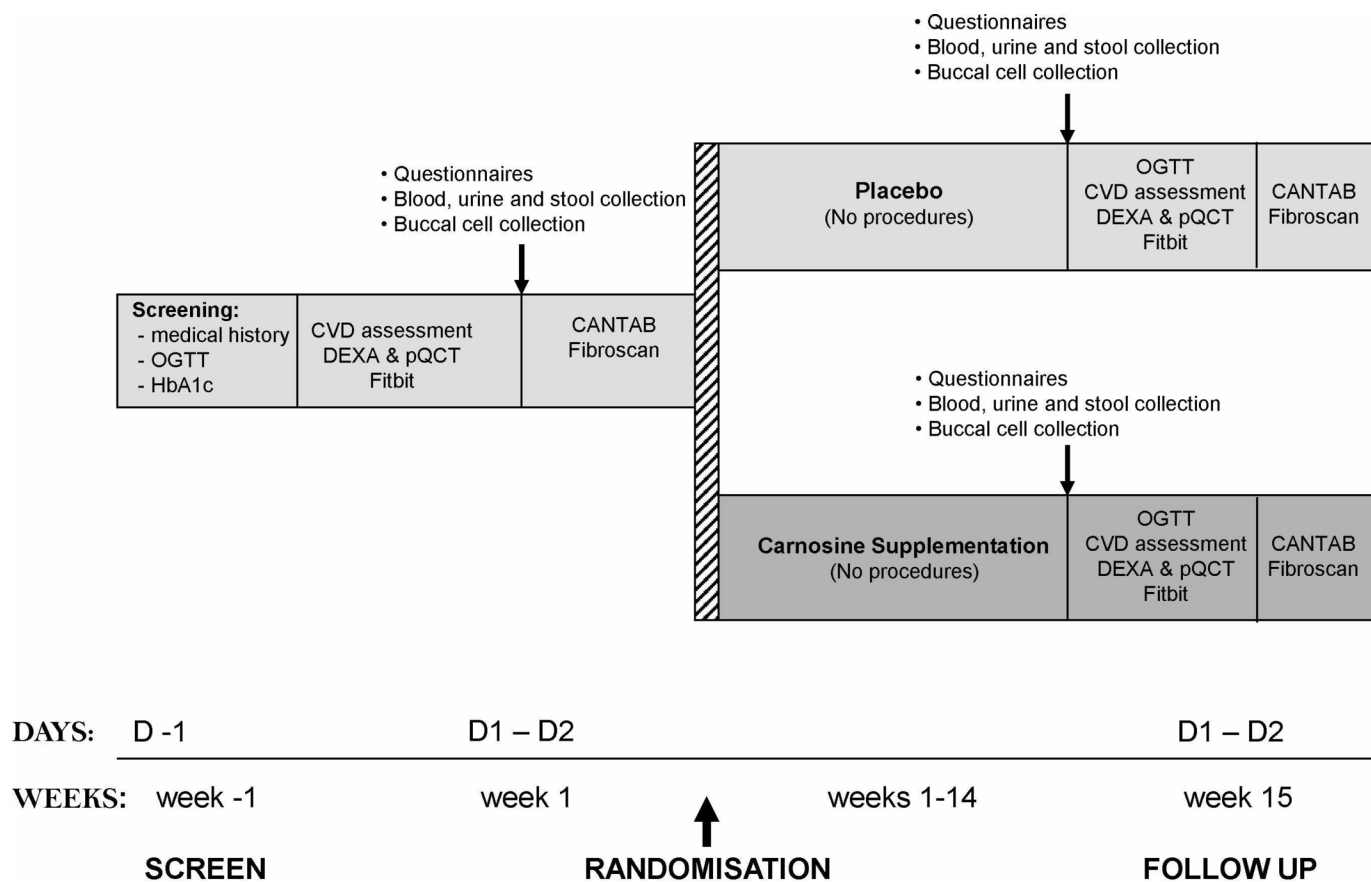 • Questionnaires
• Blood, urine and stool collection
• Buccal cell collection
Placebo
(No procedures)
OGTT
CVD assessment
DEXA & pQCT
Fitbit
CANTAB
Fibroscan
• Questionnaires
• Blood, urine and stool collection
• Buccal cell collection
Screening:
- medical history
- OGTT
- HbA1c
CVD assessment
DEXA & pQCT
Fitbit
CANTAB
Fibroscan
• Questionnaires
• Blood, urine and stool collection
• Buccal cell collection
Carnosine Supplementation
(No procedures)
OGTT
CVD assessment
DEXA & pQCT
Fitbit
CANTAB
Fibroscan
DAYS: D -1 D1 – D2 D1 – D2
WEEKS: week -1 week 1 weeks 1-14 week 15
SCREEN RANDOMISATION FOLLOW UP